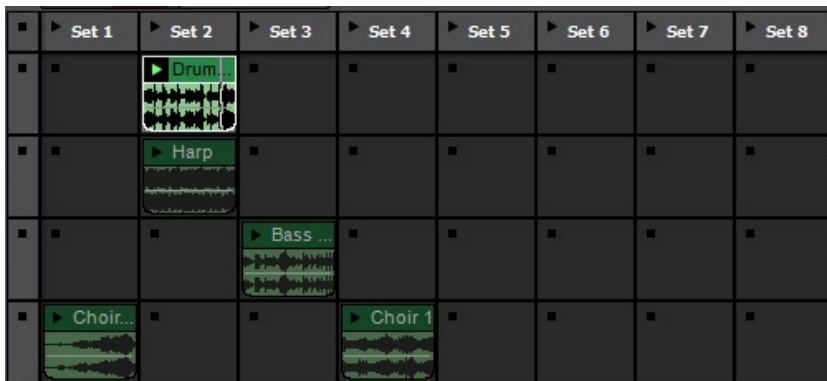 Set 1 Set 2 Set 3 Set 4 Set 5 Set 6 Set 7 Set 8
Drum...
Harp
Bass ...
Choir... Choir 1